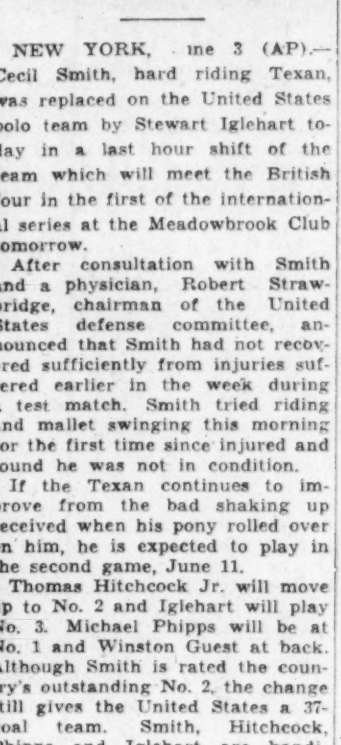 NEW YORK, ne 3 (AP).—
Cecil Smith, hard riding Texan,
was replaced on the United States
polo team by Stewart Iglehart to-
day in a last hour shift of the
team which will meet the British
four in the first of the internation-
al series at the Meadowbrook Club
tomorrow.
After consultation with Smith
and a physician, Robert Straw-
bridge, chairman of the United
States defense committee, an-
nounced that Smith had not recov-
ered sufficiently from injuries suf-
fered earlier in the week during
a test match. Smith tried riding
and mallet swinging this morning
for the first time since injured and
found he was not in condition.
If the Texan continues to im-
prove from the bad shaking up
received when his pony rolled over
on him, he is expected to play in
the second game, June 11.
Thomas Hitchcock Jr. will move
up to No. 2 and Iglehart will play
No. 3. Michael Phipps will be at
No. 1 and Winston Guest at back.
Although Smith is rated the coun-
try's outstanding No. 2, the change
still gives the United States a 37-
goal team. Smith, Hitchcock,